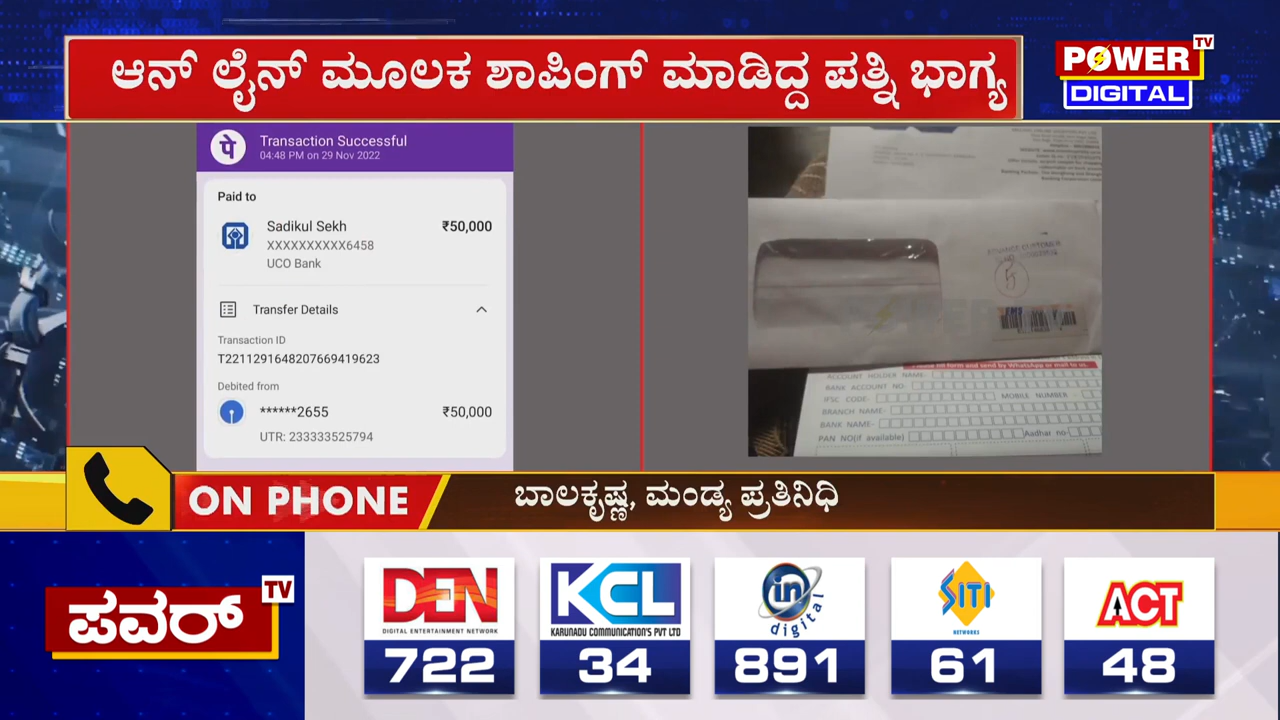 ಆನ್ ಲೈನ್ ಮೂಲಕ ಶಾಪಿಂಗ್ ಮಾಡಿದ್ದ ಪತ್ನಿ ಭಾಗ್ಯ
POWER TV
DIGITAL
पे
Transaction Successful
04:48 PM on 29 Nov 2022
Paid to
Sadikul Sekh ₹50,000
XXXXXXXXXX6458
UCO Bank
Transfer Details
Transaction ID
T2211291648207669419623
Debited from
******2655 ₹50,000
UTR: 233333525794
ADVANCE CUSTOMER
ACCOUNT HOLDER NAME-
BANK ACCOUNT NO-
IFSC CODE- MOBILE NUMBER -
BRANCH NAME-
BANK NAME-
PAN NO(if available) Aadhar no-
ON PHONE
ಬಾಲಕೃಷ್ಣ, ಮಂಡ್ಯ ಪ್ರತಿನಿಧಿ
ಪವರ್ TV
DEN
DIGITAL ENTERTAINMENT NETWORK
722
KCL
KARUNADU COMMUNICATION'S PVT LTD
34
in digital
891
SITI
NETWORKS
61
ACT
48